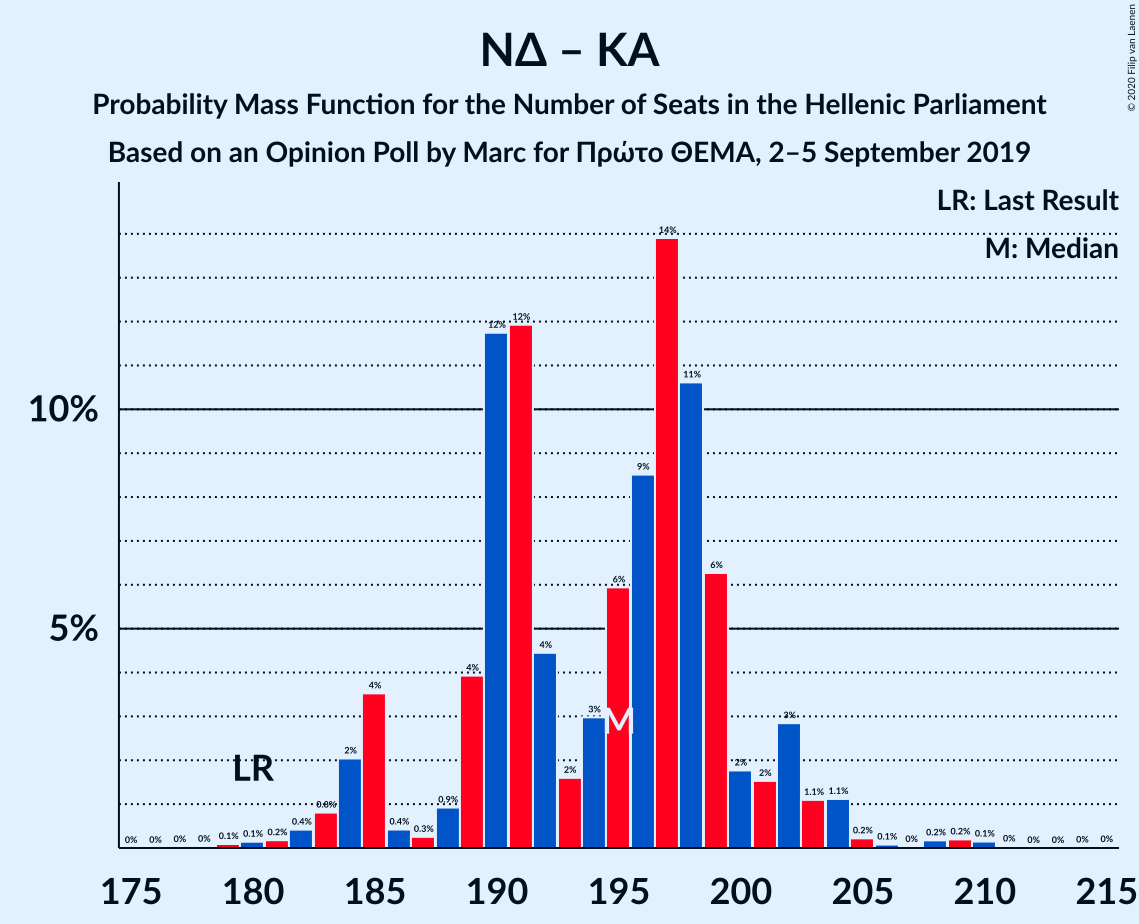 ΝΔ – ΚΑ
Probability Mass Function for the Number of Seats in the Hellenic Parliament
Based on an Opinion Poll by Marc for Πρώτο ΘΕΜΑ, 2–5 September 2019
© 2020 Filip van Laenen
LR: Last Result
M: Median
10%
5%
0% 0% 0% 0% 0.1% 0.1% 0.2% 0.4% 0.8% 2% 4% 0.4% 0.3% 0.9% 4% 12% 12% 4% 2% 3% 6% 9% 14% 11% 6% 2% 2% 3% 1.1% 1.1% 0.2% 0.1% 0% 0.2% 0.2% 0.1% 0% 0% 0% 0% 0%
LR
M
175 180 185 190 195 200 205 210 215